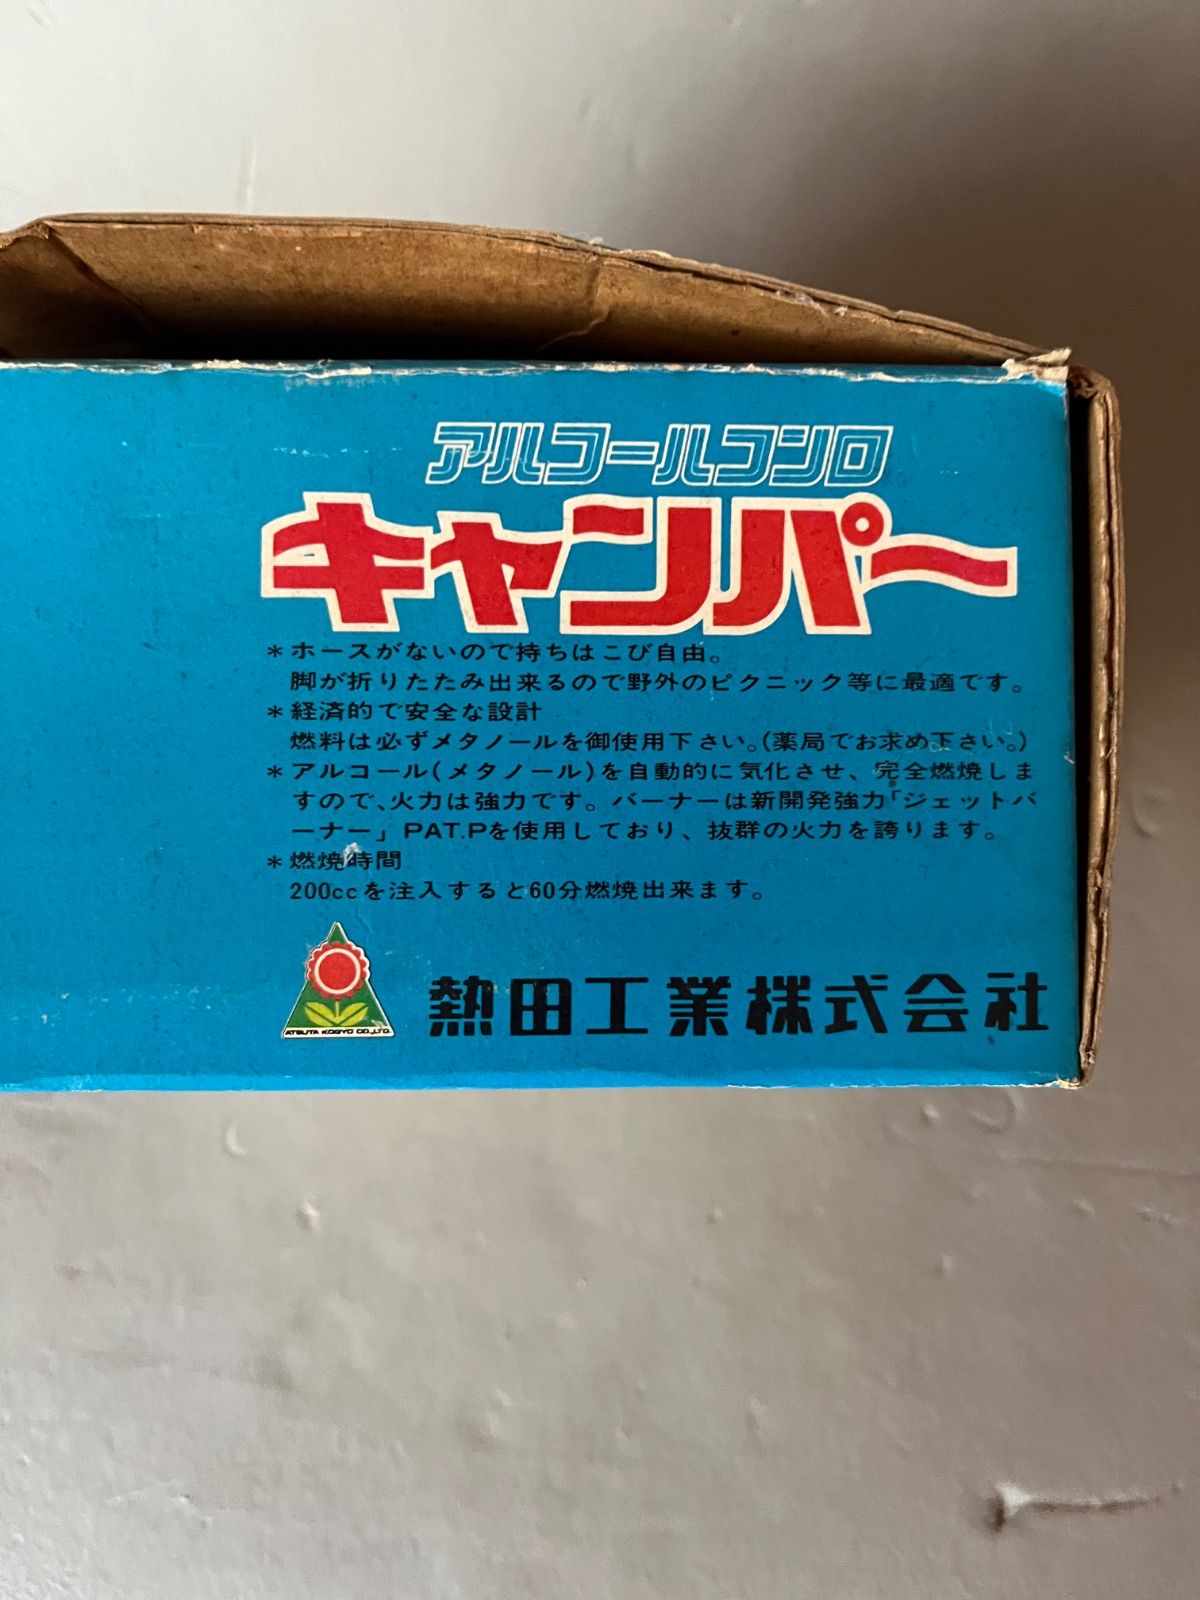 アルコールコンロ
キャンパー
＊ホースがないので持ちはこび自由。
脚が折りたたみ出来るので野外のピクニック等に最適です。
＊経済的で安全な設計
燃料は必ずメタノールを御使用下さい。(薬局でお求め下さい。)
＊アルコール(メタノール)を自動的に気化させ、完全燃焼しま
すので、火力は強力です。バーナーは新開発強力「ジェットバ
ーナー」PAT.Pを使用しており、抜群の火力を誇ります。
＊燃焼時間
200ccを注入すると60分燃焼出来ます。
ATSUTA KOGYO CO.,LTD.
熱田工業株式会社